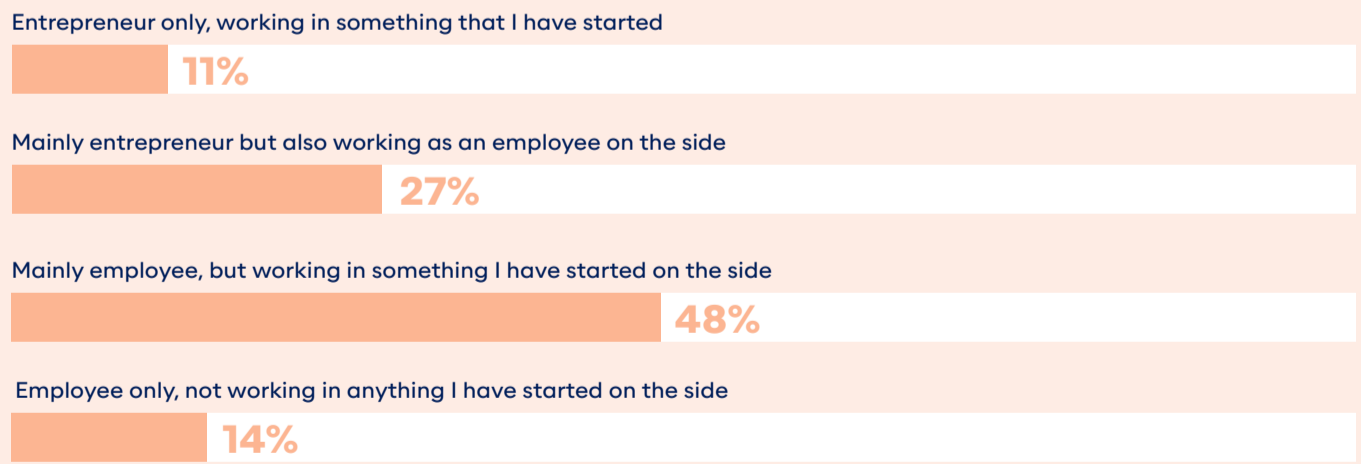 Entrepreneur only, working in something that I have started
11%
Mainly entrepreneur but also working as an employee on the side
27%
Mainly employee, but working in something I have started on the side
48%
Employee only, not working in anything I have started on the side
14%